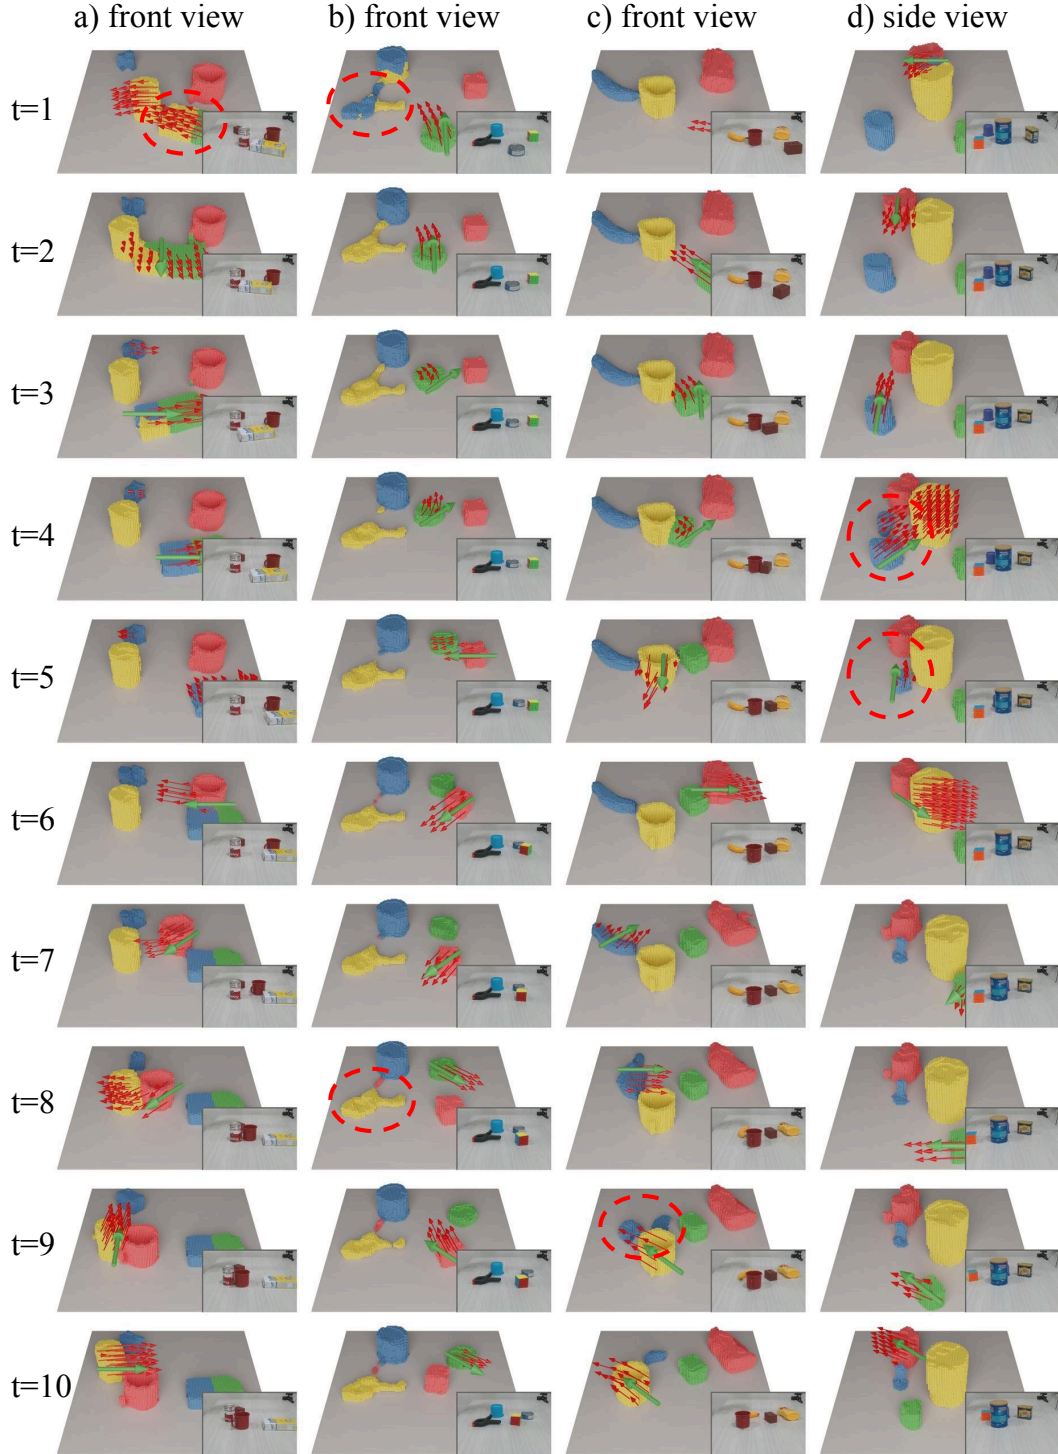 a) front view b) front view c) front view d) side view
t=1
t=2
t=3
t=4
t=5
t=6
t=7
t=8
t=9
t=10